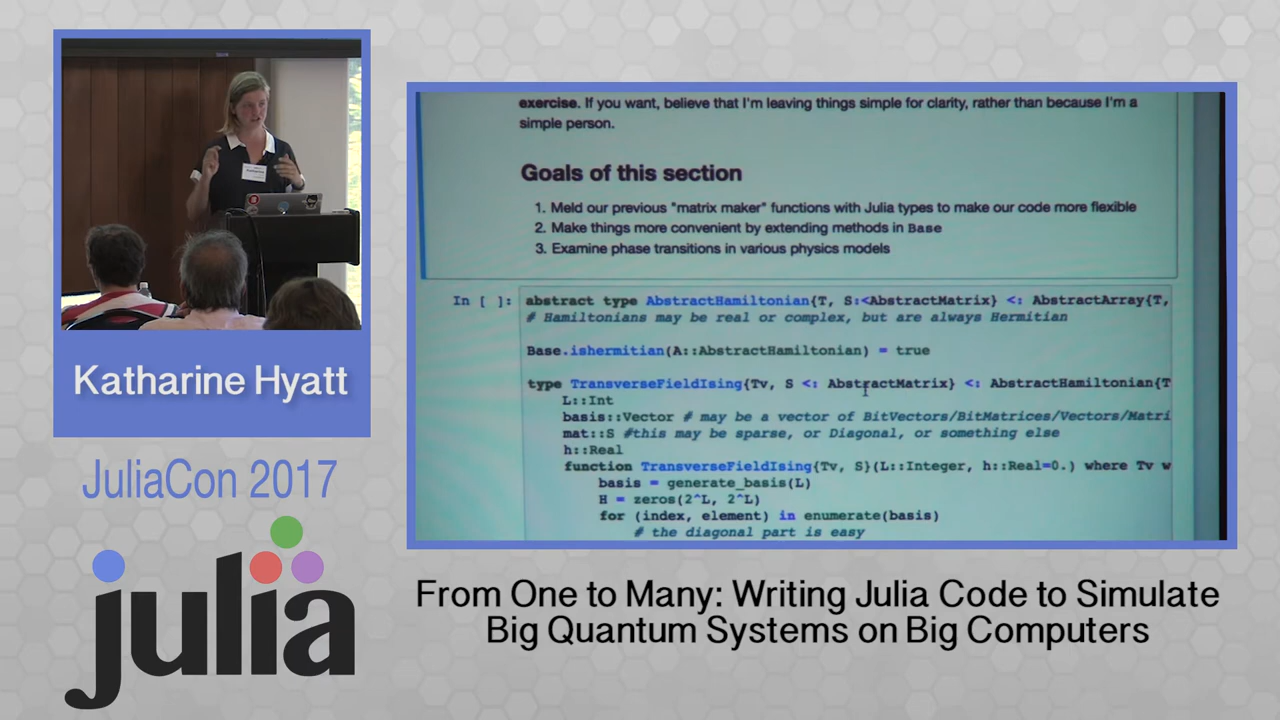 exercise. If you want, believe that I'm leaving things simple for clarity, rather than because I'm a
simple person.
Goals of this section
1. Meld our previous "matrix maker" functions with Julia types to make our code more flexible
2. Make things more convenient by extending methods in Base
3. Examine phase transitions in various physics models
In [ ]: abstract type AbstractHamiltonian{T, S:<AbstractMatrix} <: AbstractArray{T,
# Hamiltonians may be real or complex, but are always Hermitian
Base.ishermitian(A::AbstractHamiltonian) = true
type TransverseFieldIsing{Tv, S <: AbstractMatrix} <: AbstractHamiltonian{T
L::Int
basis::Vector # may be a vector of BitVectors/BitMatrices/Vectors/Matri
mat::S #this may be sparse, or Diagonal, or something else
h::Real
function TransverseFieldIsing{Tv, S}(L::Integer, h::Real=0.) where Tv w
basis = generate_basis(L)
H = zeros(2^L, 2^L)
for (index, element) in enumerate(basis)
# the diagonal part is easy
Katharine Hyatt
JuliaCon 2017
julia
From One to Many: Writing Julia Code to Simulate
Big Quantum Systems on Big Computers